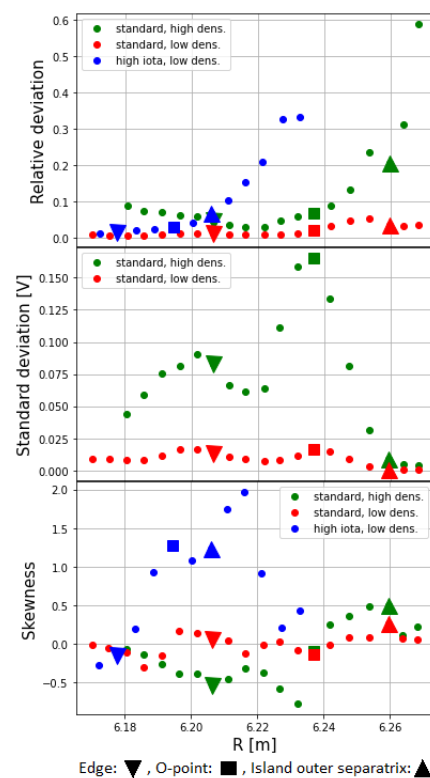 standard, high dens.
standard, low dens.
high iota, low dens.
Relative deviation
0.6
0.5
0.4
0.3
0.2
0.1
0.0
standard, high dens.
standard, low dens.
Standard deviation [V]
0.150
0.125
0.100
0.075
0.050
0.025
0.000
standard, high dens.
standard, low dens.
high iota, low dens.
Skewness
2.0
1.5
1.0
0.5
0.0
−0.5
6.18 6.20 6.22 6.24 6.26
R [m]
Edge: ▼ , O-point: ■ , Island outer separatrix: ▲